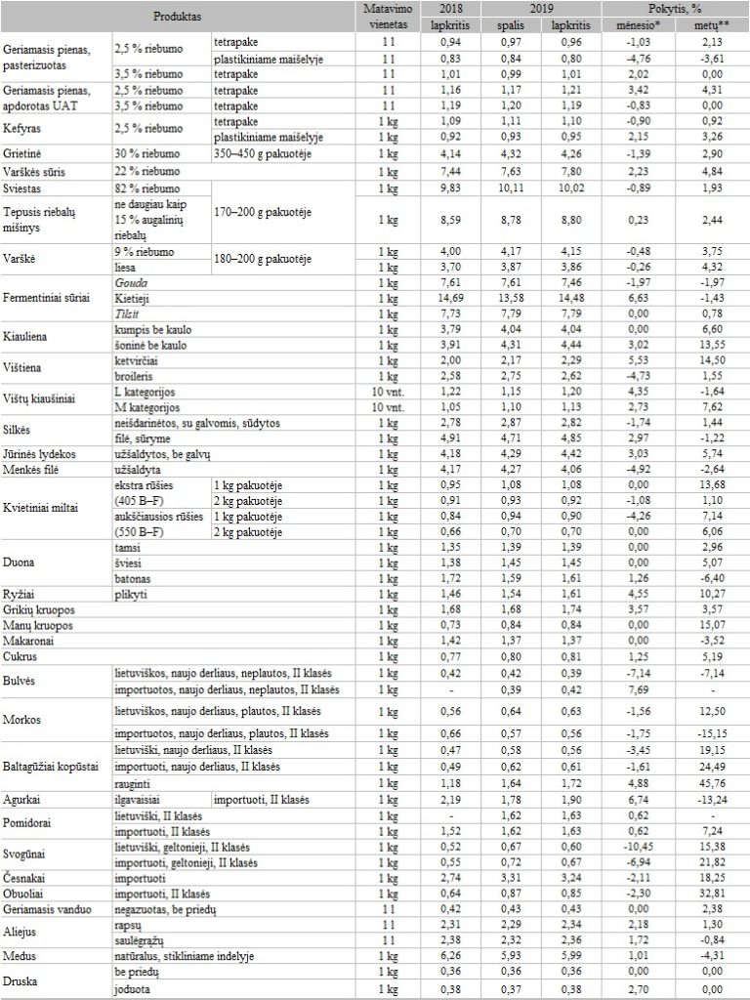 Produktas Matavimo vienetas 2018 2019 Pokytis, %
lapkritis spalis lapkritis mėnesio* metų**
Geriamasis pienas, pasterizuotas 2,5 % riebumo tetrapake 1 l 0,94 0,97 0,96 -1,03 2,13
plastikiniame maišelyje 1 l 0,83 0,84 0,80 -4,76 -3,61
3,5 % riebumo tetrapake 1 l 1,01 0,99 1,01 2,02 0,00
Geriamasis pienas, apdorotas UAT 2,5 % riebumo tetrapake 1 l 1,16 1,17 1,21 3,42 4,31
3,5 % riebumo tetrapake 1 l 1,19 1,20 1,19 -0,83 0,00
Kefyras 2,5 % riebumo tetrapake 1 kg 1,09 1,11 1,10 -0,90 0,92
plastikiniame maišelyje 1 kg 0,92 0,93 0,95 2,15 3,26
Grietinė 30 % riebumo 350–450 g pakuotėje 1 kg 4,14 4,32 4,26 -1,39 2,90
Varškės sūris 22 % riebumo 1 kg 7,44 7,63 7,80 2,23 4,84
Sviestas 82 % riebumo 170–200 g pakuotėje 1 kg 9,83 10,11 10,02 -0,89 1,93
Tepusis riebalų mišinys ne daugiau kaip 15 % augalinių riebalų 1 kg 8,59 8,78 8,80 0,23 2,44
Varškė 9 % riebumo 180–200 g pakuotėje 1 kg 4,00 4,17 4,15 -0,48 3,75
liesa 1 kg 3,70 3,87 3,86 -0,26 4,32
Fermentiniai sūriai Gouda 1 kg 7,61 7,61 7,46 -1,97 -1,97
Kietieji 1 kg 14,69 13,58 14,48 6,63 -1,43
Tilsit 1 kg 7,73 7,79 7,79 0,00 0,78
Kiauliena kumpis be kaulo 1 kg 3,79 4,04 4,04 0,00 6,60
šoninė be kaulo 1 kg 3,91 4,31 4,44 3,02 13,55
Vištiena ketvirčiai 1 kg 2,00 2,17 2,29 5,53 14,50
broileris 1 kg 2,58 2,75 2,62 -4,73 1,55
Vištų kiaušiniai L kategorijos 10 vnt. 1,22 1,15 1,20 4,35 -1,64
M kategorijos 10 vnt. 1,05 1,10 1,13 2,73 7,62
Silkės neišdarinėtos, su galvomis, sūdytos 1 kg 2,78 2,87 2,82 -1,74 1,44
filė, sūryme 1 kg 4,91 4,71 4,85 2,97 -1,22
Jūrinės lydekos užšaldytos, be galvų 1 kg 4,18 4,29 4,42 3,03 5,74
Menkės filė užšaldyta 1 kg 4,17 4,27 4,06 -4,92 -2,64
Kvietiniai miltai ekstra rūšies (405 B–F) 1 kg pakuotėje 1 kg 0,95 1,08 1,08 0,00 13,68
2 kg pakuotėje 1 kg 0,91 0,93 0,92 -1,08 1,10
aukščiausios rūšies (550 B–F) 1 kg pakuotėje 1 kg 0,84 0,94 0,90 -4,26 7,14
2 kg pakuotėje 1 kg 0,66 0,70 0,70 0,00 6,06
Duona tamsi 1 kg 1,35 1,39 1,39 0,00 2,96
šviesi 1 kg 1,38 1,45 1,45 0,00 5,07
batonas 1 kg 1,72 1,59 1,61 1,26 -6,40
Ryžiai plikyti 1 kg 1,46 1,54 1,61 4,55 10,27
Grikių kruopos 1 kg 1,68 1,68 1,74 3,57 3,57
Manų kruopos 1 kg 0,73 0,84 0,84 0,00 15,07
Makaronai 1 kg 1,42 1,37 1,37 0,00 -3,52
Cukrus 1 kg 0,77 0,80 0,81 1,25 5,19
Bulvės lietuviškos, naujo derliaus, neplautos, II klasės 1 kg 0,42 0,42 0,39 -7,14 -7,14
importuotos, naujo derliaus, neplautos, II klasės 1 kg - 0,39 0,42 7,69 -
Morkos lietuviškos, naujo derliaus, plautos, II klasės 1 kg 0,56 0,64 0,63 -1,56 12,50
importuotos, naujo derliaus, plautos, II klasės 1 kg 0,66 0,57 0,56 -1,75 -15,15
Baltagūžiai kopūstai lietuviški, naujo derliaus, II klasės 1 kg 0,47 0,58 0,56 -3,45 19,15
importuoti, naujo derliaus, II klasės 1 kg 0,49 0,62 0,61 -1,61 24,49
rauginti 1 kg 1,18 1,64 1,72 4,88 45,76
Agurkai ilgavaisiai importuoti, II klasės 1 kg 2,19 1,78 1,90 6,74 -13,24
Pomidorai lietuviški, II klasės 1 kg - 1,62 1,63 0,62 -
importuoti, II klasės 1 kg 1,52 1,62 1,63 0,62 7,24
Svogūnai lietuviški, geltonieji, II klasės 1 kg 0,52 0,67 0,60 -10,45 15,38
importuoti, geltonieji, II klasės 1 kg 0,55 0,72 0,67 -6,94 21,82
Česnakai importuoti 1 kg 2,74 3,31 3,24 -2,11 18,25
Obuoliai importuoti, II klasės 1 kg 0,64 0,87 0,85 -2,30 32,81
Geriamasis vanduo negazuotas, be priedų 1 l 0,42 0,43 0,43 0,00 2,38
Aliejus rapsų 1 l 2,31 2,29 2,34 2,18 1,30
saulėgrąžų 1 l 2,38 2,32 2,36 1,72 -0,84
Medus natūralus, stikliniame indelyje 1 kg 6,26 5,93 5,99 1,01 -4,31
Druska be priedų 1 kg 0,36 0,36 0,36 0,00 0,00
joduota 1 kg 0,38 0,37 0,38 2,70 0,00